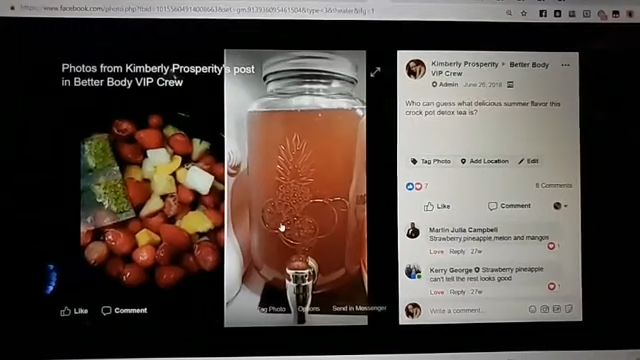 Photos from Kimberly Prosperity's post
in Better Body VIP Crew
Kimberly Prosperity ▸ Better Body
VIP Crew
Admin · June 26, 2018
Who can guess what delicious summer flavor this
crock pot detox tea is?
Tag Photo Add Location Edit
7
8 Comments
Like Comment
Marlin Julia Campbell
Strawberry,pineapple,melon and mangos
Love · Reply · 27w
1
Kerry George Strawberry pineapple
can't tell the rest looks good
Love · Reply · 27w
1
Write a comment...
Like Comment
Tag Photo Options Send in Messenger